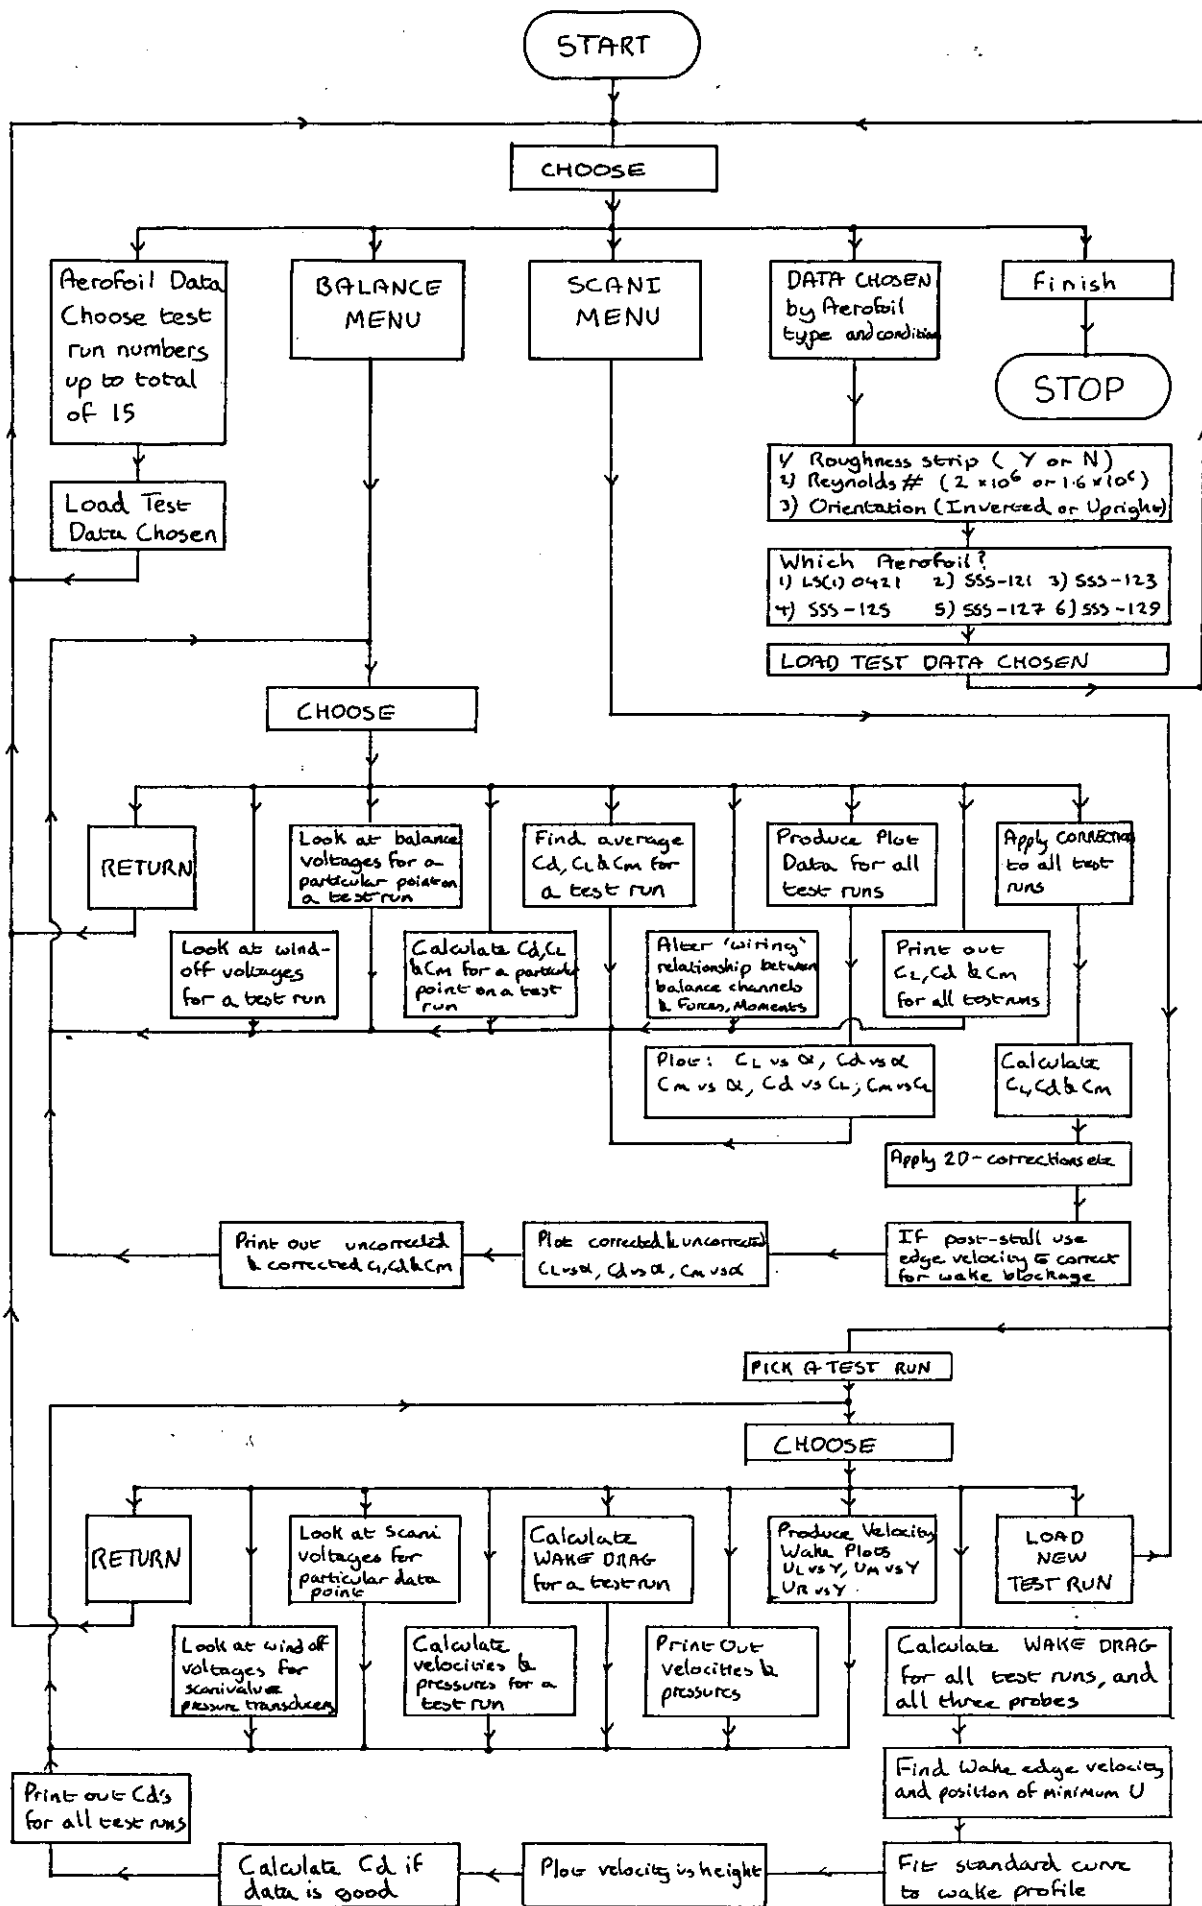 START
CHOOSE
Aerofoil Data
Choose test
run numbers
up to total
of 15
BALANCE
MENU
SCANI
MENU
DATA CHOSEN
by Aerofoil
type and condition
Finish
STOP
Load Test
Data Chosen
1) Roughness strip (Y or N)
2) Reynolds # (2 × 10⁶ or 1.6 × 10⁶)
3) Orientation (Inverted or Upright)
Which Aerofoil?
1) LS(1) 0421 2) SSS-121 3) SSS-123
4) SSS-125 5) SSS-127 6) SSS-129
LOAD TEST DATA CHOSEN
CHOOSE
RETURN
Look at balance
voltages for a
particular point on
a test run
Find average
Cd, CL & CM for
a test run
Produce Plot
Data for all
test runs
Apply CORRECTION
to all test
runs
Look at wind-
off voltages
for a test run
Calculate Cd, CL
& CM for a particular
point on a test
run
Alter 'wiring'
relationship between
balance channels
& Forces, Moments
Print out
CL, Cd & CM
for all test runs
Plot: CL vs α, Cd vs α
CM vs α, Cd vs CL; CM vs CL
Calculate
CL, Cd & CM
Apply 2D-corrections etc
Print Out uncorrected
& corrected CL, Cd & CM
Plot corrected & uncorrected
CL vs α, Cd vs α, CM vs α
If post-stall use
edge velocity to correct
for wake blockage
PICK A TEST RUN
CHOOSE
RETURN
Look at Scani
voltages for
particular data
point
Calculate
WAKE DRAG
for a test run
Produce Velocity
Wake Plots
UL vs Y, UM vs Y
UR vs Y
LOAD
NEW
TEST RUN
Look at wind off
voltages for
scanivalve
pressure transducers
Calculate
velocities &
pressures for a
test run
Print Out
velocities &
pressures
Calculate WAKE DRAG
for all test runs, and
all three probes
Print out Cd's
for all test runs
Find Wake edge velocity
and position of minimum U
Calculate Cd if
data is good
Plot velocity vs height
Fit standard curve
to wake profile